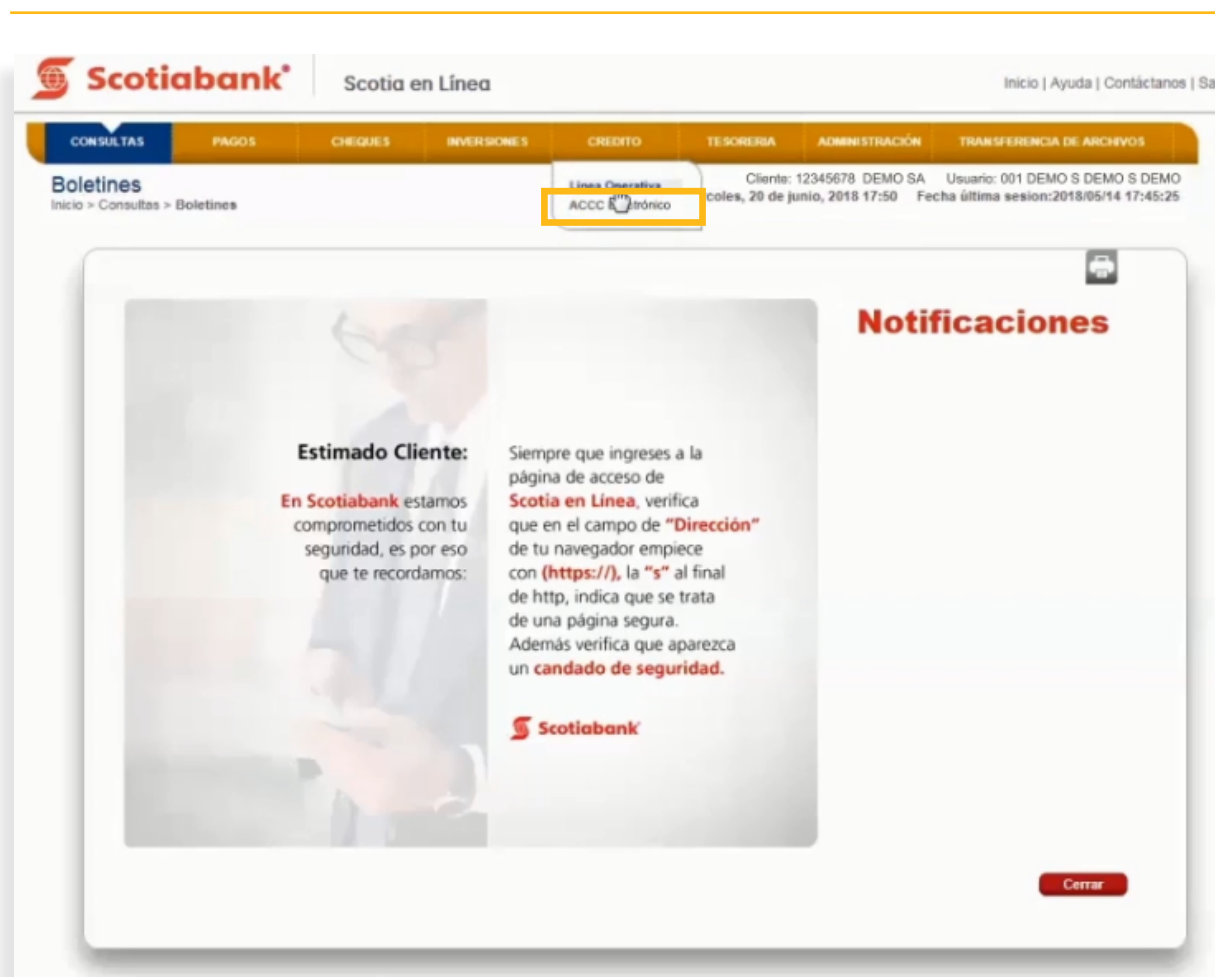 Scotiabank
Scotia en Línea
Inicio | Ayuda | Contáctanos | Sa
CONSULTAS PAGOS CHEQUES INVERSIONES CREDITO TESORERIA ADMINISTRACIÓN TRANSFERENCIA DE ARCHIVOS
Boletines
Inicio > Consultas > Boletines
Linea Operativa
ACCC
Cliente: 12345678 DEMO SA Usuario: 001 DEMO S DEMO S DEMO
coles, 20 de junio, 2018 17:50 Fecha última sesion:2018/05/14 17:45:25
Notificaciones
Estimado Cliente:
En Scotiabank estamos
comprometidos con tu
seguridad, es por eso
que te recordamos:
Siempre que ingreses a la
página de acceso de
Scotia en Línea, verifica
que en el campo de “Dirección”
de tu navegador empiece
con (https://), la “s” al final
de http, indica que se trata
de una página segura.
Además verifica que aparezca
un candado de seguridad.
Scotiabank
Cerrar